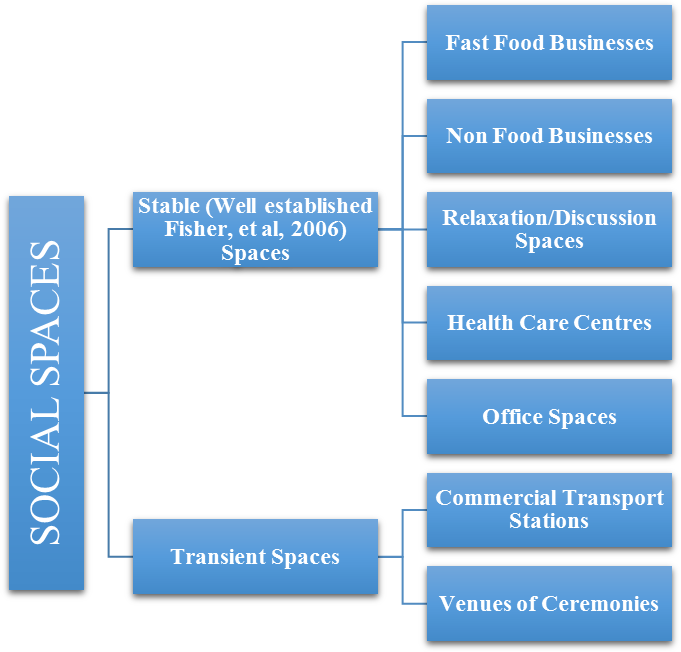 SOCIAL SPACES
Stable (Well established
Fisher, et al, 2006)
Spaces
Fast Food Businesses
Non Food Businesses
Relaxation/Discussion
Spaces
Health Care Centres
Office Spaces
Transient Spaces
Commercial Transport
Stations
Venues of Ceremonies